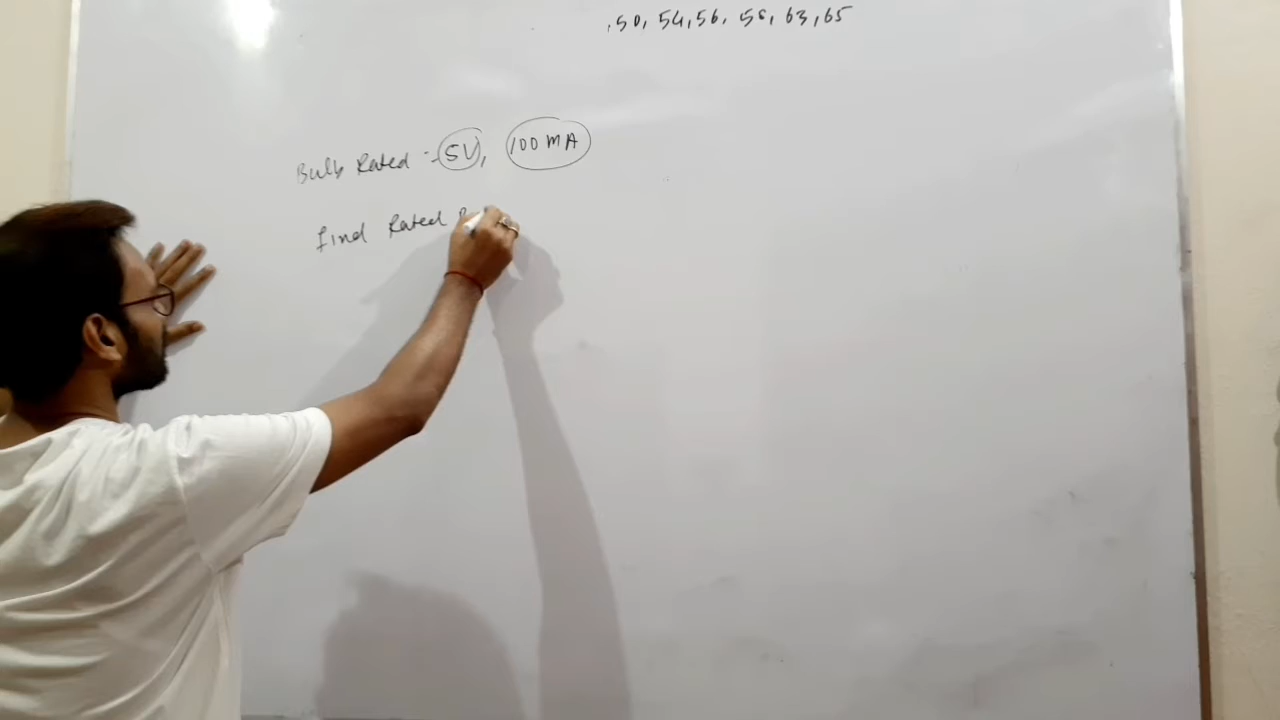 ,50, 54,56, 58, 63,65
Bulb Rated :- 5V, 100 mA
find Rated